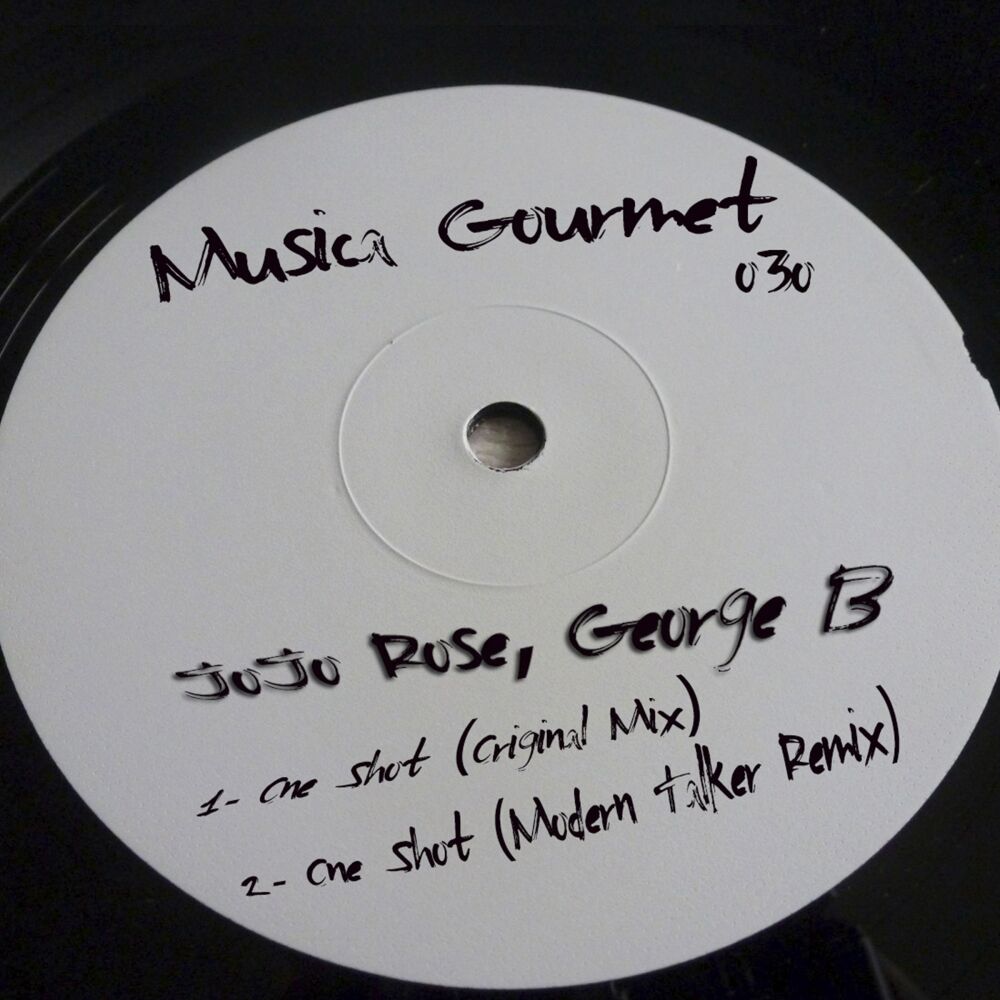 Musica Gourmet
030
JoJo Rose, George B
1- One Shot (Original Mix)
2- One Shot (Modern Talker Remix)